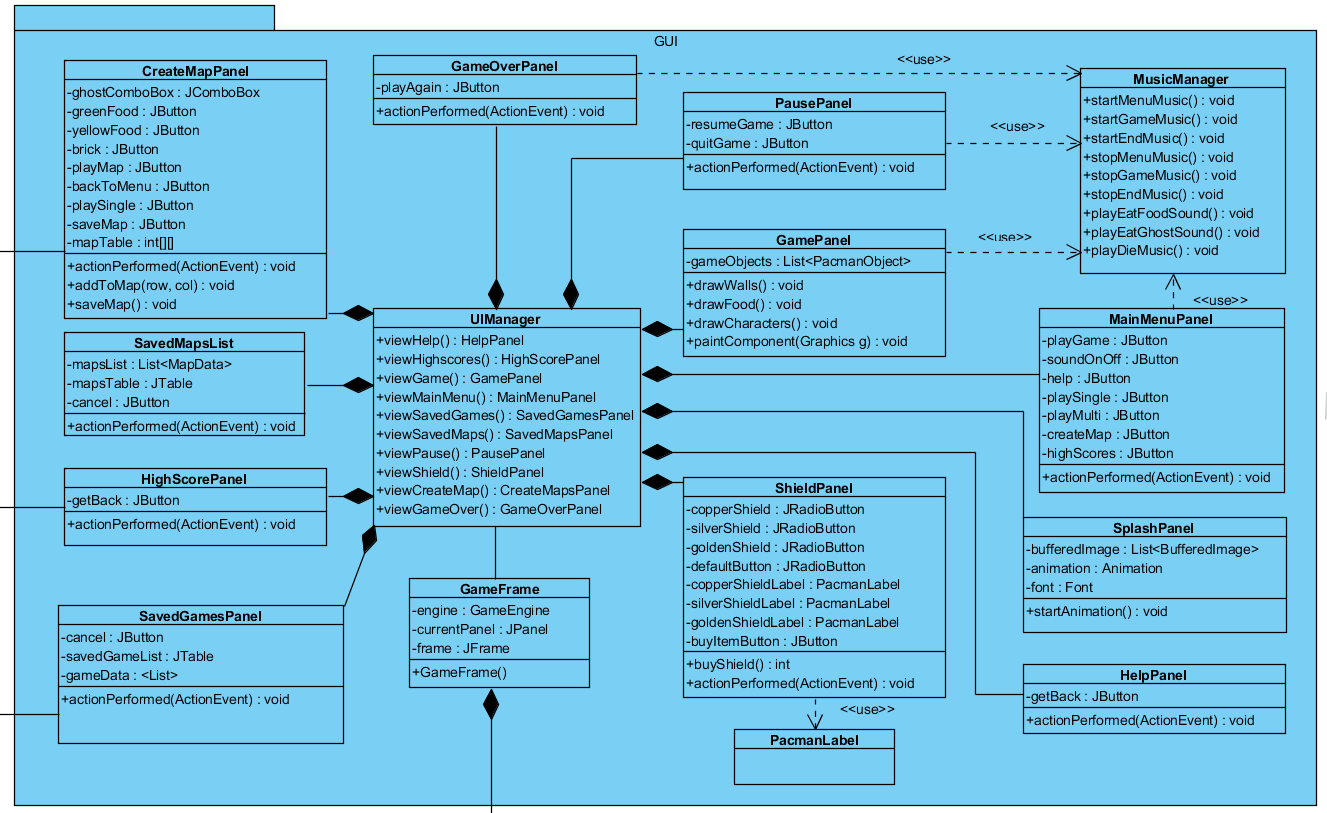 GUI
CreateMapPanel
-ghostComboBox : JComboBox
-greenFood : JButton
-yellowFood : JButton
-brick : JButton
-playMap : JButton
-backToMenu : JButton
-playSingle : JButton
-saveMap : JButton
-mapTable : int[][]
+actionPerformed(ActionEvent) : void
+addToMap(row, col) : void
+saveMap() : void
GameOverPanel
-playAgain : JButton
+actionPerformed(ActionEvent) : void
<<use>>
PausePanel
-resumeGame : JButton
-quitGame : JButton
+actionPerformed(ActionEvent) : void
<<use>>
MusicManager
+startMenuMusic() : void
+startGameMusic() : void
+startEndMusic() : void
+stopMenuMusic() : void
+stopGameMusic() : void
+stopEndMusic() : void
+playEatFoodSound() : void
+playEatGhostSound() : void
+playDieMusic() : void
GamePanel
-gameObjects : List<PacmanObject>
+drawWalls() : void
+drawFood() : void
+drawCharacters() : void
+paintComponent(Graphics g) : void
<<use>>
<<use>>
SavedMapsList
-mapsList : List<MapData>
-mapsTable : JTable
-cancel : JButton
+actionPerformed(ActionEvent) : void
UIManager
+viewHelp() : HelpPanel
+viewHighscores() : HighScorePanel
+viewGame() : GamePanel
+viewMainMenu() : MainMenuPanel
+viewSavedGames() : SavedGamesPanel
+viewSavedMaps() : SavedMapsPanel
+viewPause() : PausePanel
+viewShield() : ShieldPanel
+viewCreateMap() : CreateMapsPanel
+viewGameOver() : GameOverPanel
MainMenuPanel
-playGame : JButton
-soundOnOff : JButton
-help : JButton
-playSingle : JButton
-playMulti : JButton
-createMap : JButton
-highScores : JButton
+actionPerformed(ActionEvent) : void
HighScorePanel
-getBack : JButton
+actionPerformed(ActionEvent) : void
ShieldPanel
-copperShield : JRadioButton
-silverShield : JRadioButton
-goldenShield : JRadioButton
-defaultButton : JRadioButton
-copperShieldLabel : PacmanLabel
-silverShieldLabel : PacmanLabel
-goldenShieldLabel : PacmanLabel
-buyItemButton : JButton
+buyShield() : int
+actionPerformed(ActionEvent) : void
SplashPanel
-bufferedImage : List<BufferedImage>
-animation : Animation
-font : Font
+startAnimation() : void
SavedGamesPanel
-cancel : JButton
-savedGameList : JTable
-gameData : <List>
+actionPerformed(ActionEvent) : void
GameFrame
-engine : GameEngine
-currentPanel : JPanel
-frame : JFrame
+GameFrame()
HelpPanel
-getBack : JButton
+actionPerformed(ActionEvent) : void
<<use>>
PacmanLabel